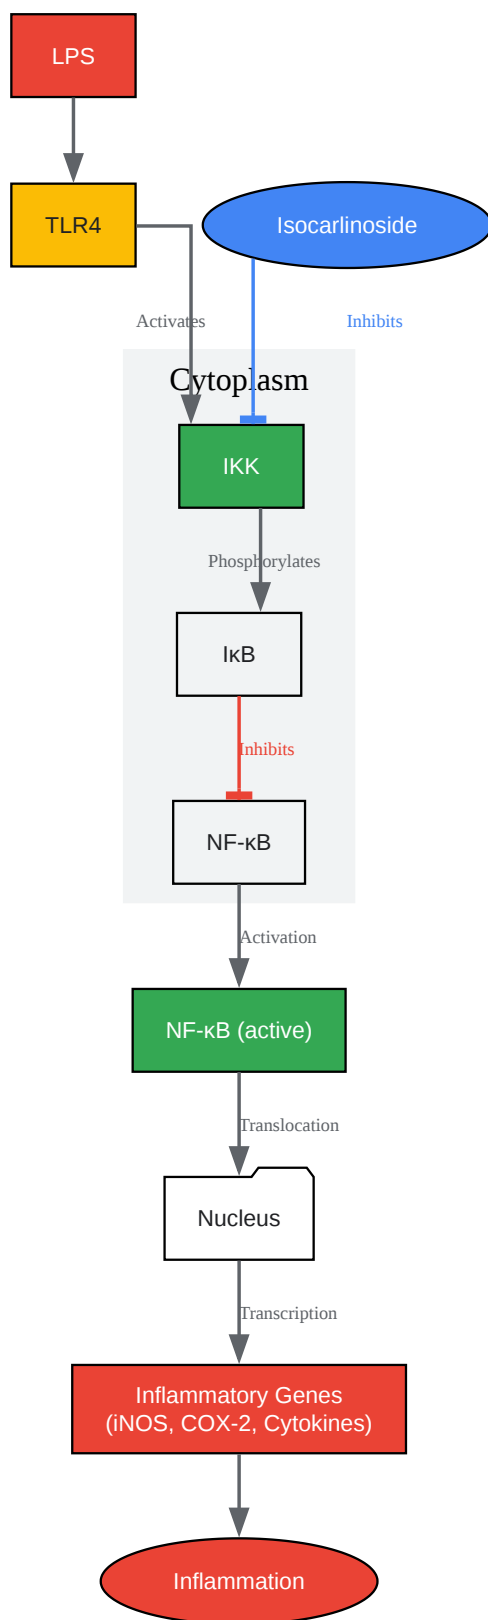 LPS
TLR4
Isocarlinoside
Activates
Inhibits
Cytoplasm
IKK
Phosphorylates
IκB
Inhibits
NF-κB
Activation
NF-κB (active)
Translocation
Nucleus
Transcription
Inflammatory Genes
(iNOS, COX-2, Cytokines)
Inflammation